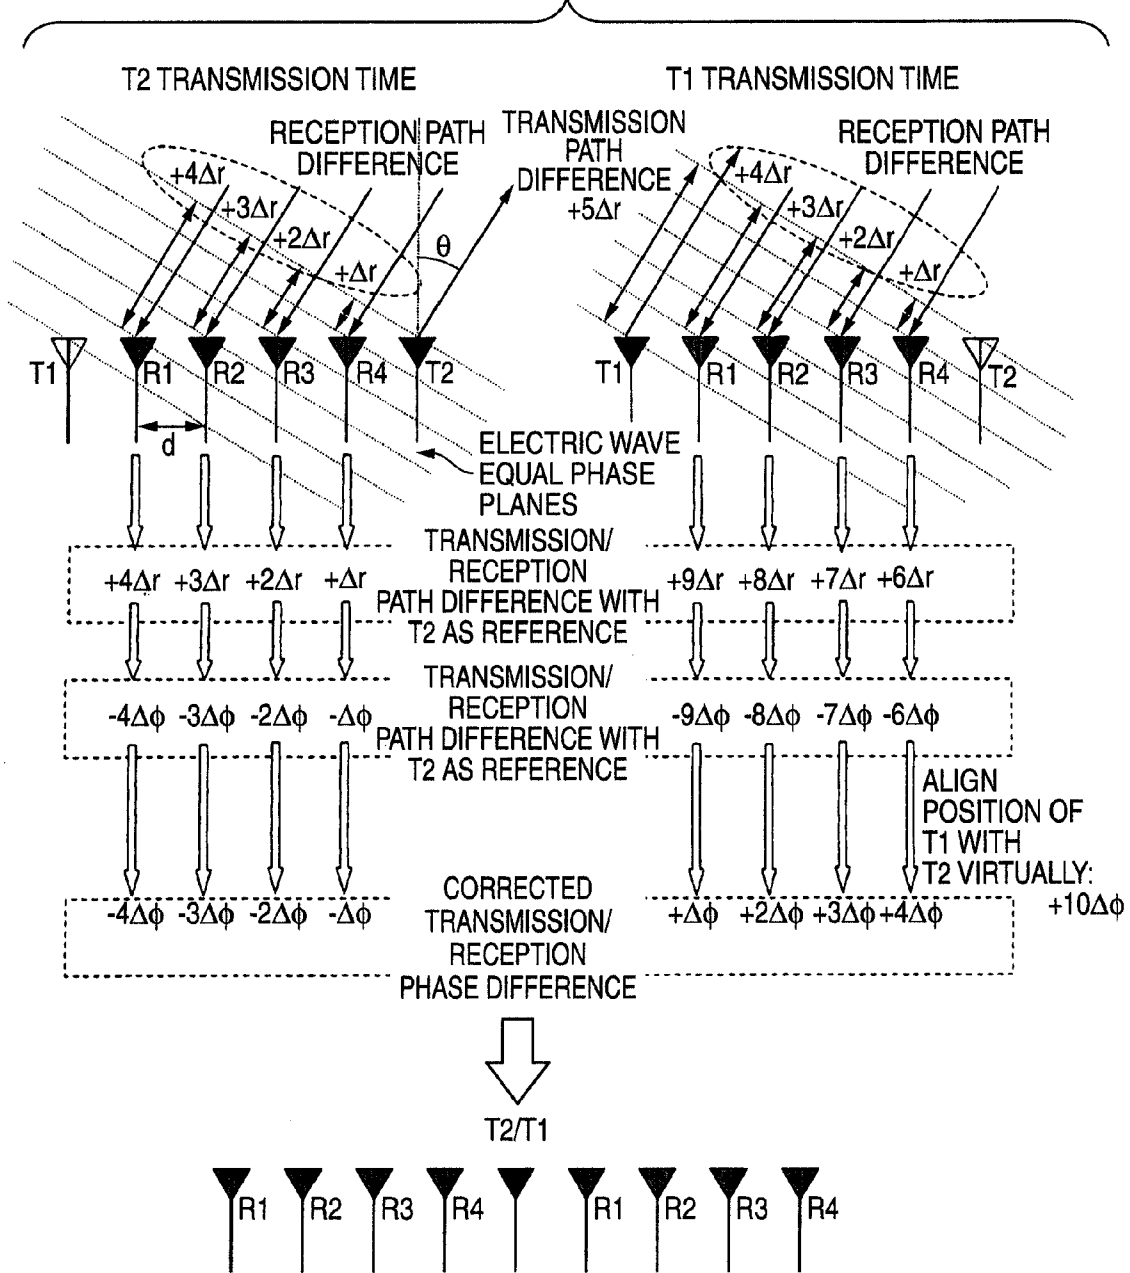 T2 TRANSMISSION TIME
T1 TRANSMISSION TIME
RECEPTION PATH
DIFFERENCE
TRANSMISSION
PATH
DIFFERENCE
+5Δr
RECEPTION PATH
DIFFERENCE
+4Δr
+3Δr
+2Δr
+Δr
θ
+4Δr
+3Δr
+2Δr
+Δr
T1 R1 R2 R3 R4 T2
T1 R1 R2 R3 R4 T2
d
ELECTRIC WAVE
EQUAL PHASE
PLANES
TRANSMISSION/
RECEPTION
PATH DIFFERENCE WITH
T2 AS REFERENCE
+4Δr +3Δr +2Δr +Δr
+9Δr +8Δr +7Δr +6Δr
TRANSMISSION/
RECEPTION
PATH DIFFERENCE WITH
T2 AS REFERENCE
-4Δϕ -3Δϕ -2Δϕ -Δϕ
-9Δϕ -8Δϕ -7Δϕ -6Δϕ
ALIGN
POSITION OF
T1 WITH
T2 VIRTUALLY:
+10Δϕ
CORRECTED
TRANSMISSION/
RECEPTION
PHASE DIFFERENCE
-4Δϕ -3Δϕ -2Δϕ -Δϕ
+Δϕ +2Δϕ +3Δϕ +4Δϕ
T2/T1
R1 R2 R3 R4 R1 R2 R3 R4